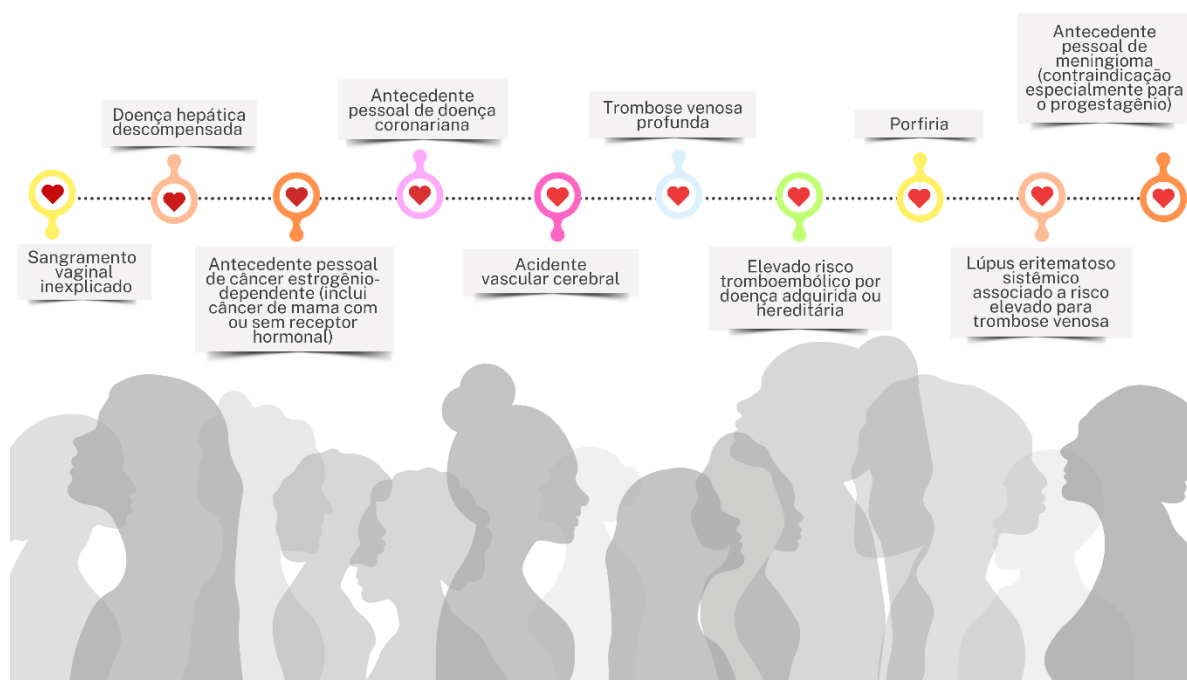 Sangramento
vaginal
inexplicado
Doença hepática
descompensada
Antecedente pessoal
de câncer estrogênio-
dependente (inclui
câncer de mama com
ou sem receptor
hormonal)
Antecedente
pessoal de doença
coronariana
Acidente
vascular cerebral
Trombose venosa
profunda
Elevado risco
tromboembólico por
doença adquirida ou
hereditária
Porfiria
Lúpus eritematoso
sistêmico
associado a risco
elevado para
trombose venosa
Antecedente
pessoal de
meningioma
(contraindicação
especialmente para
o progestagênio)